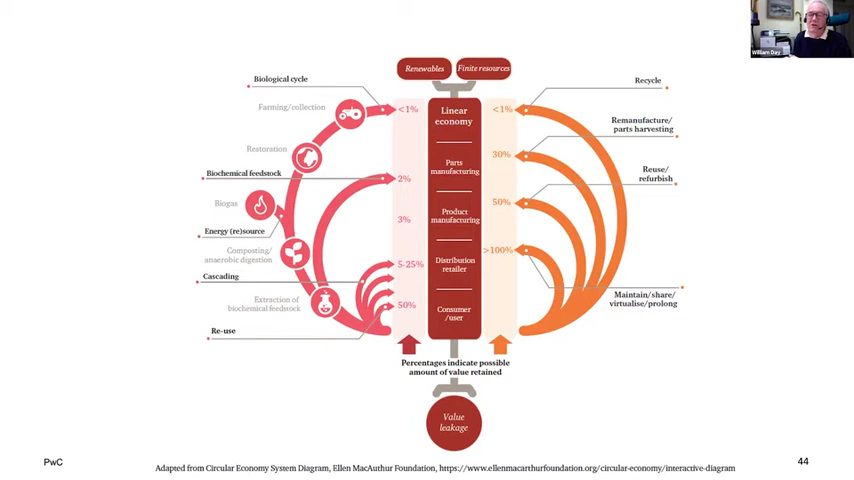 William Day
Renewables
Finite resources
Biological cycle
Farming/collection
Restoration
Biochemical feedstock
Biogas
Energy (re)source
Composting/
anaerobic digestion
Cascading
Extraction of
biochemical feedstock
Re-use
<1%
2%
3%
5-25%
50%
Linear
economy
Parts
manufacturing
Product
manufacturing
Distribution
retailer
Consumer
/user
<1%
30%
50%
>100%
Recycle
Remanufacture/
parts harvesting
Reuse/
refurbish
Maintain/share/
virtualise/prolong
Percentages indicate possible
amount of value retained
Value
leakage
PwC
Adapted from Circular Economy System Diagram, Ellen MacAuthur Foundation, https://www.ellenmacarthurfoundation.org/circular-economy/interactive-diagram
44